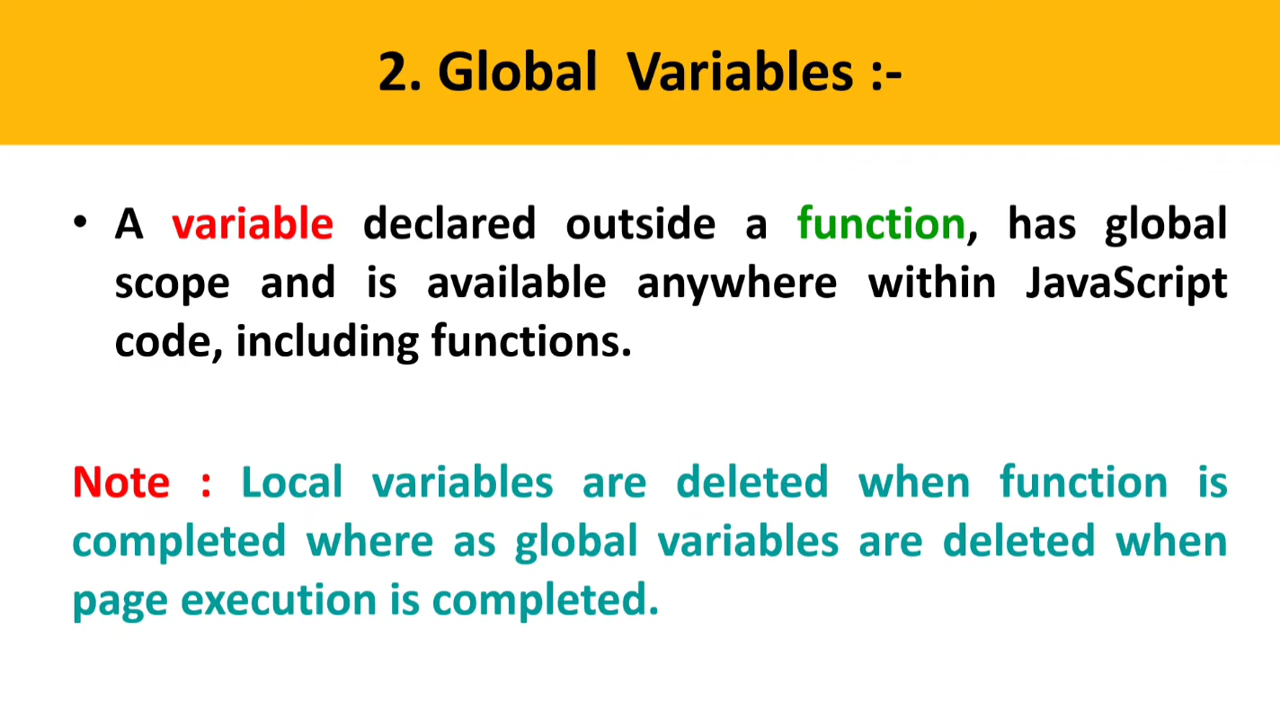 2. Global Variables :-
• A variable declared outside a function, has global
scope and is available anywhere within JavaScript
code, including functions.
Note : Local variables are deleted when function is
completed where as global variables are deleted when
page execution is completed.